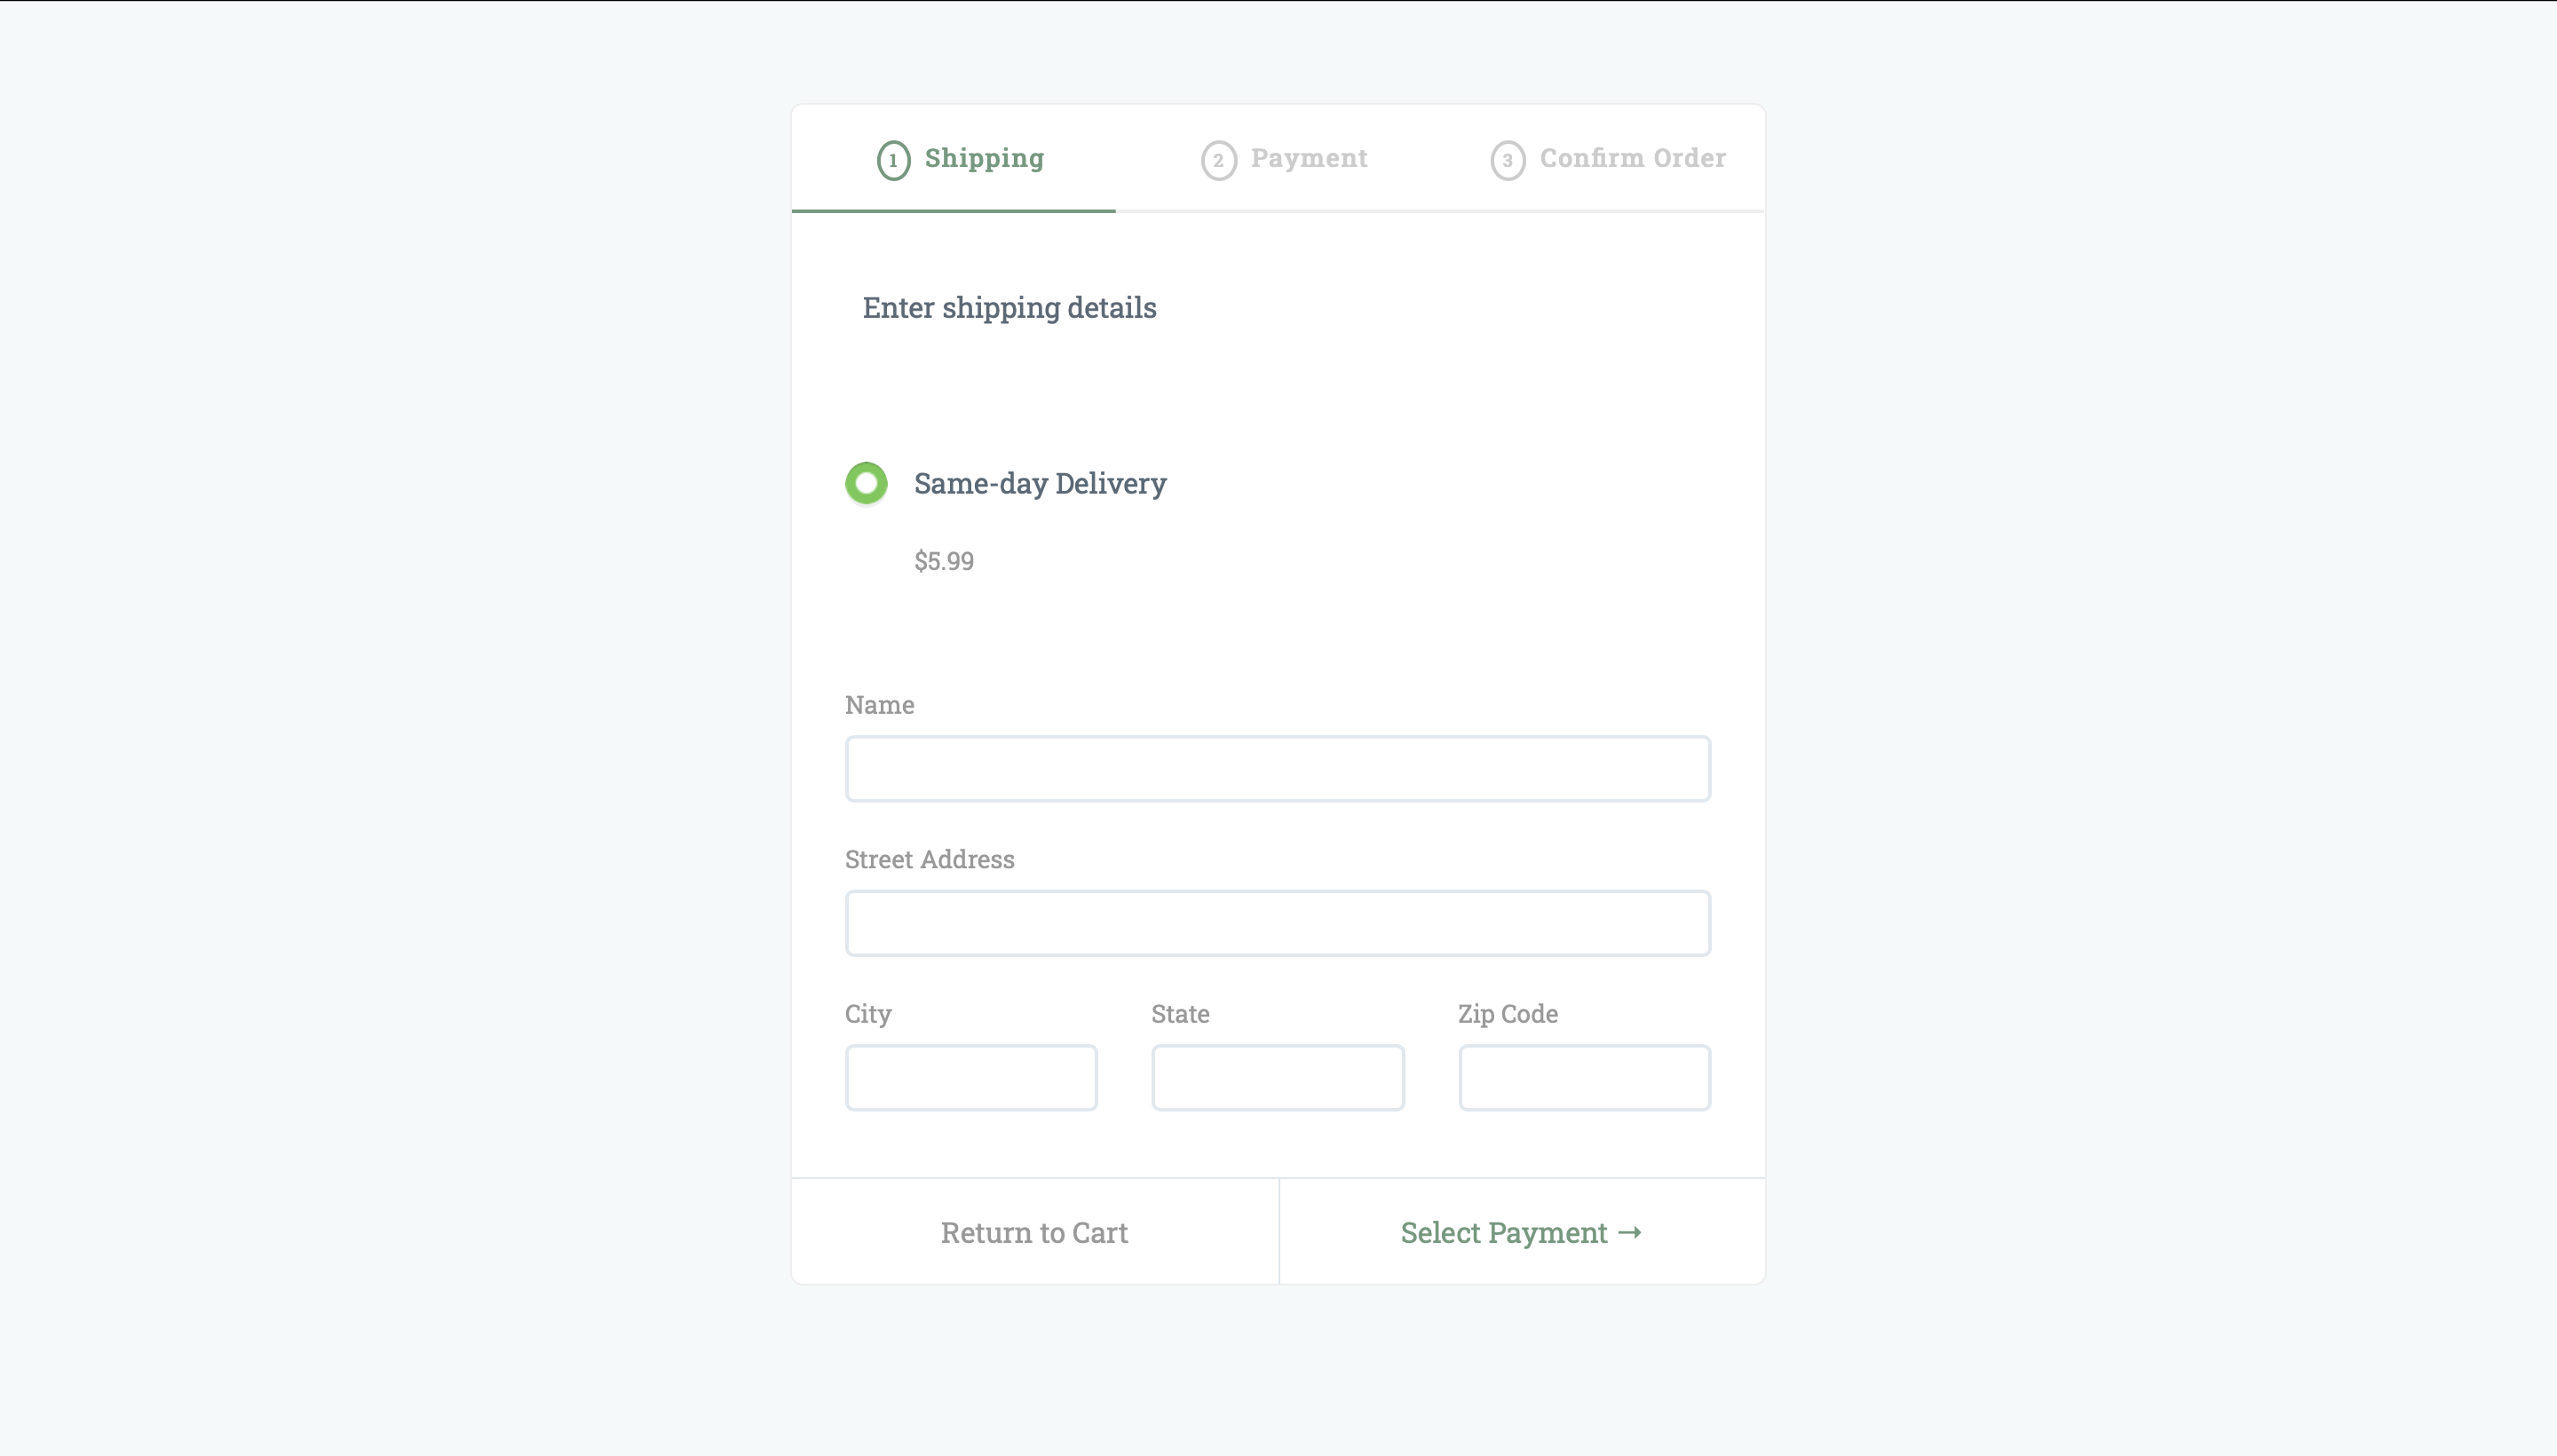 1 Shipping 2 Payment 3 Confirm Order
Enter shipping details
Same-day Delivery
$5.99
Name
Street Address
City State Zip Code
Return to Cart Select Payment →